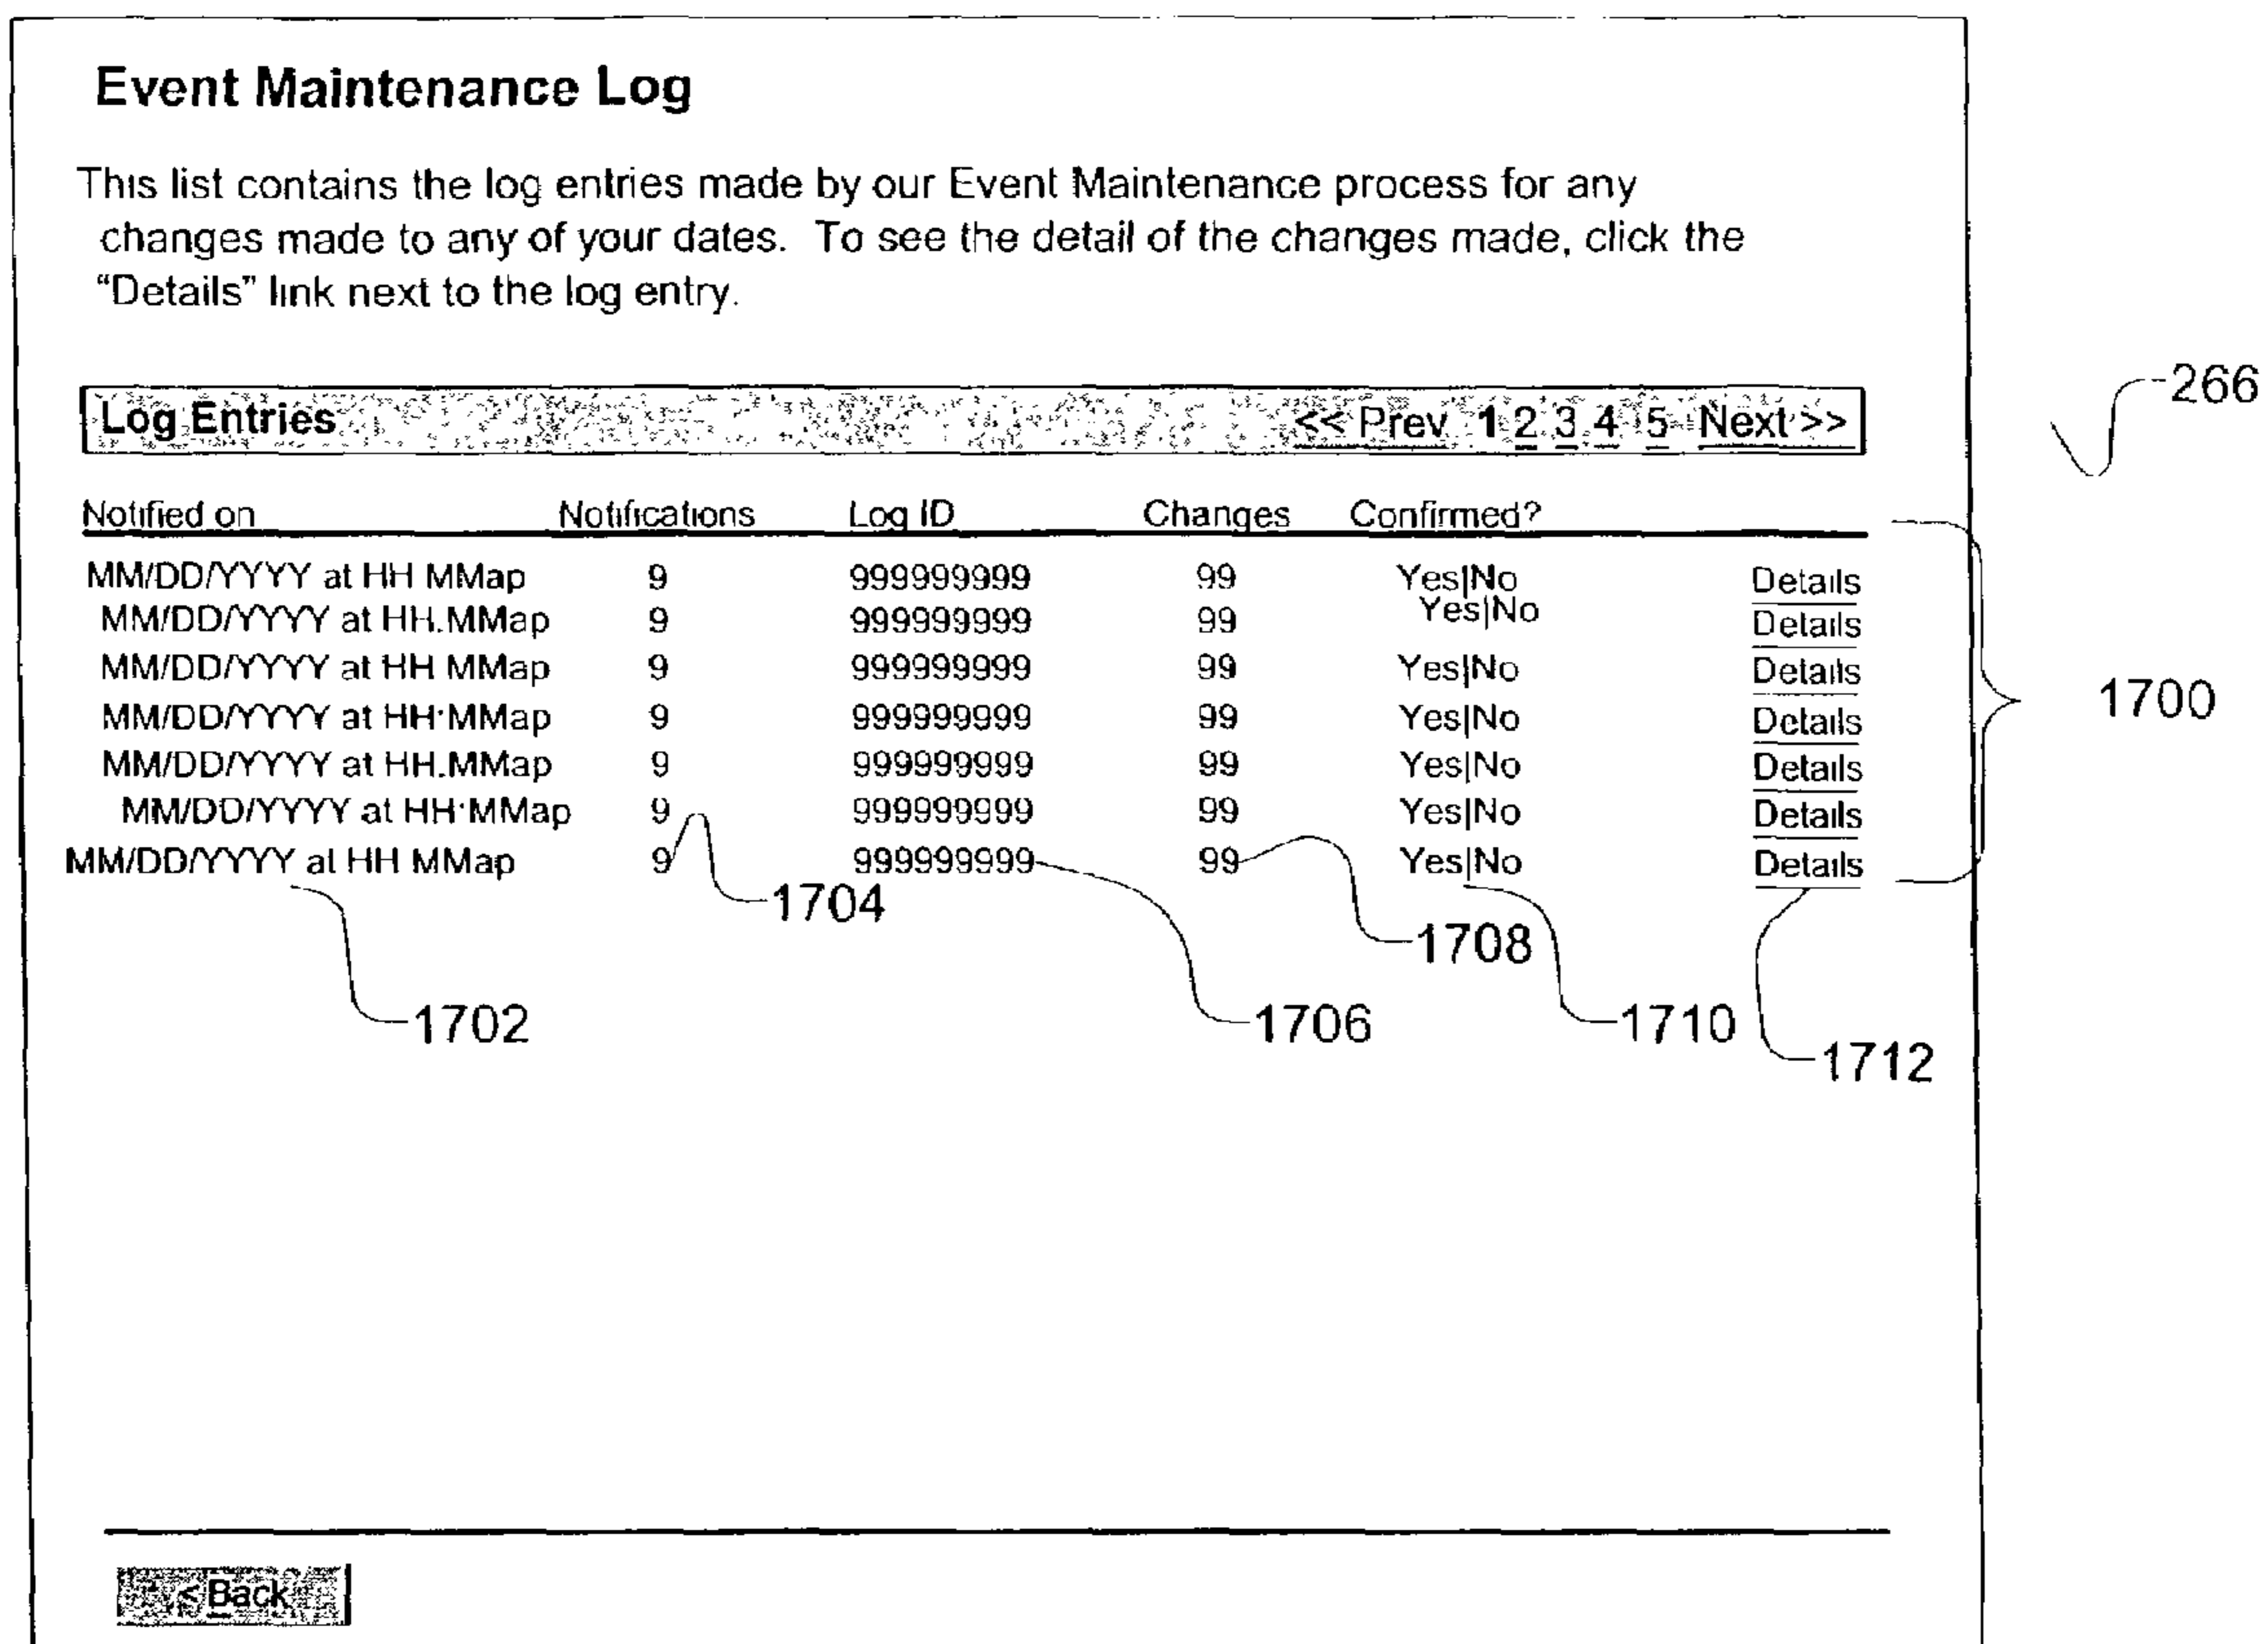 Event Maintenance Log
This list contains the log entries made by our Event Maintenance process for any
changes made to any of your dates. To see the detail of the changes made, click the
“Details” link next to the log entry.
266
Log Entries << Prev 1 2 3 4 5 Next >>
Notified on Notifications Log ID Changes Confirmed?
MM/DD/YYYY at HH MMap 9 999999999 99 Yes|No Details
MM/DD/YYYY at HH.MMap 9 999999999 99 Yes|No Details
MM/DD/YYYY at HH MMap 9 999999999 99 Yes|No Details
MM/DD/YYYY at HH:MMap 9 999999999 99 Yes|No Details
MM/DD/YYYY at HH.MMap 9 999999999 99 Yes|No Details
MM/DD/YYYY at HH:MMap 9 999999999 99 Yes|No Details
MM/DD/YYYY at HH MMap 9 999999999 99 Yes|No Details
1700
1704
1708
1702 1706 1710
1712
< Back